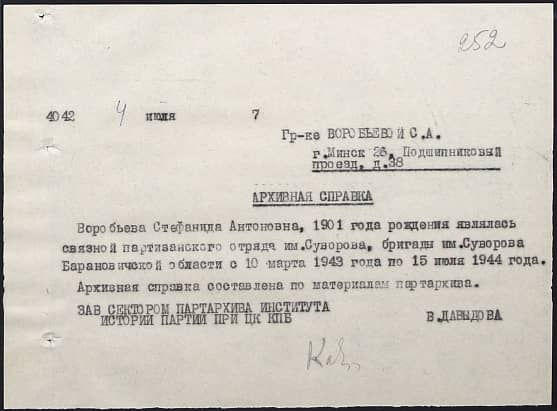 252
4042 4 июля 7
Гр-ке ВОРОБЬЕВОЙ С.А.
г.Минск 26, Подшипниковый
проезд, д.38
АРХИВНАЯ СПРАВКА
Воробьева Стефанида Антоновна, 1901 года рождения являлась
связной партизанского отряда им.Суворова, бригады им.Суворова
Барановичской области с 10 марта 1943 года по 15 июля 1944 года.
Архивная справка составлена по материалам партархива.
ЗАВ СЕКТОРОМ ПАРТАРХИВА ИНСТИТУТА
ИСТОРИИ ПАРТИИ ПРИ ЦК КПБ В.ДАВЫДОВА